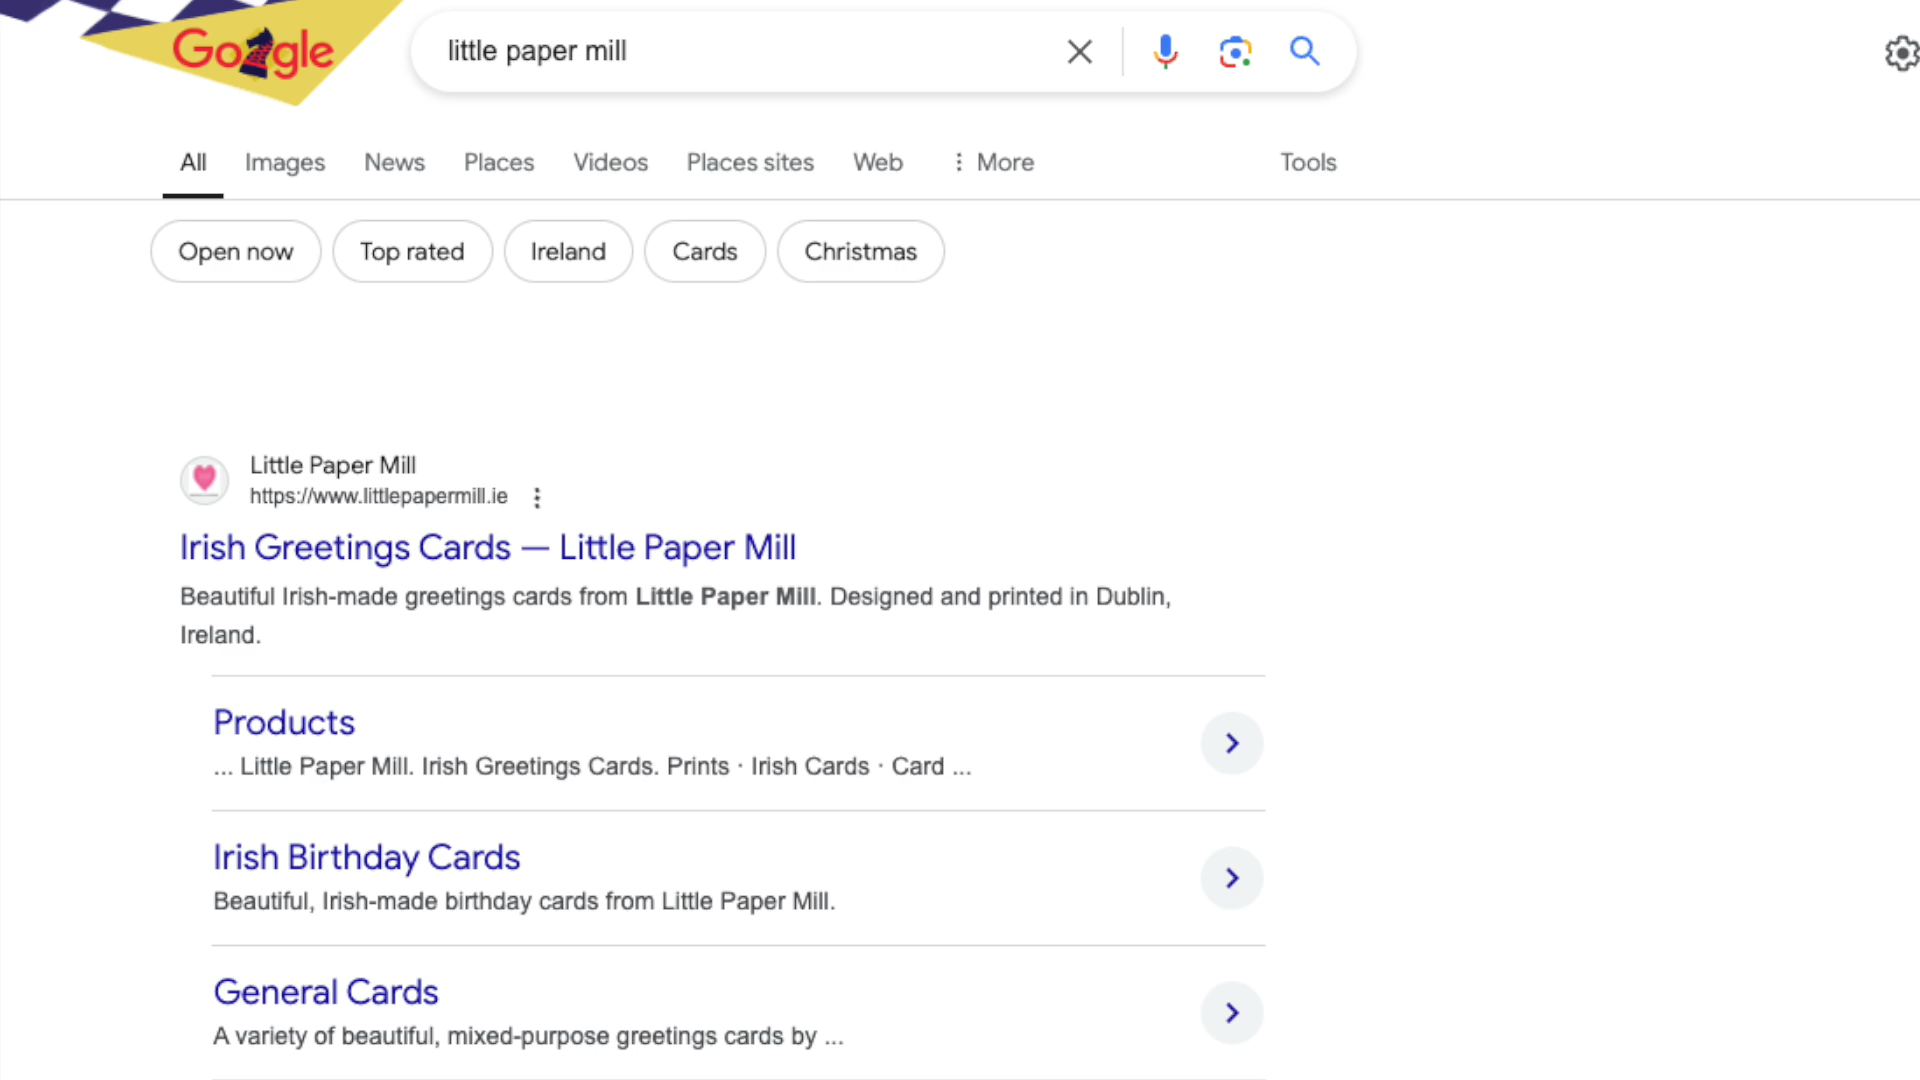 Google
little paper mill
All Images News Places Videos Places sites Web More Tools
Open now Top rated Ireland Cards Christmas
Little Paper Mill
https://www.littlepapermill.ie
Irish Greetings Cards — Little Paper Mill
Beautiful Irish-made greetings cards from Little Paper Mill. Designed and printed in Dublin,
Ireland.
Products
... Little Paper Mill. Irish Greetings Cards. Prints · Irish Cards · Card ...
Irish Birthday Cards
Beautiful, Irish-made birthday cards from Little Paper Mill.
General Cards
A variety of beautiful, mixed-purpose greetings cards by ...